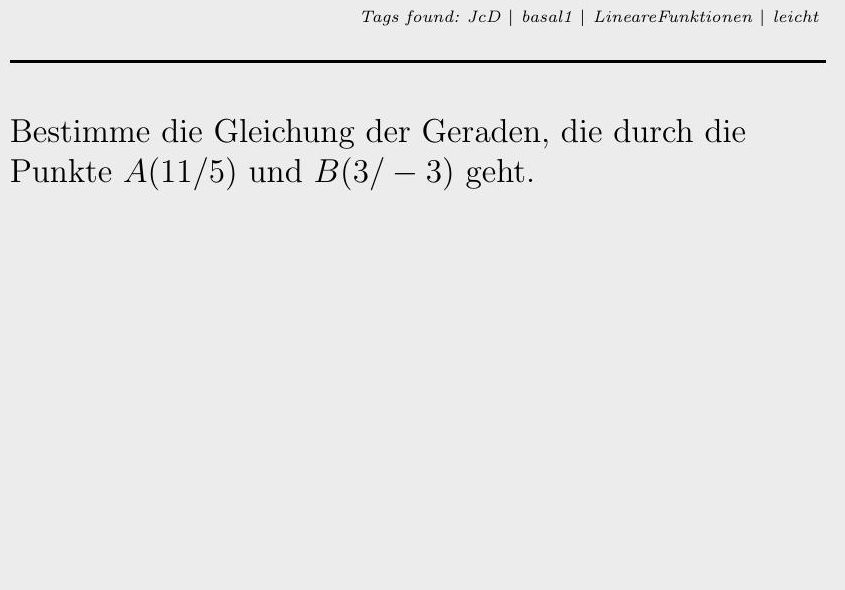 Tags found: JcD | basal1 | LineareFunktionen | leicht
Bestimme die Gleichung der Geraden, die durch die
Punkte A(11/5) und B(3/ − 3) geht.